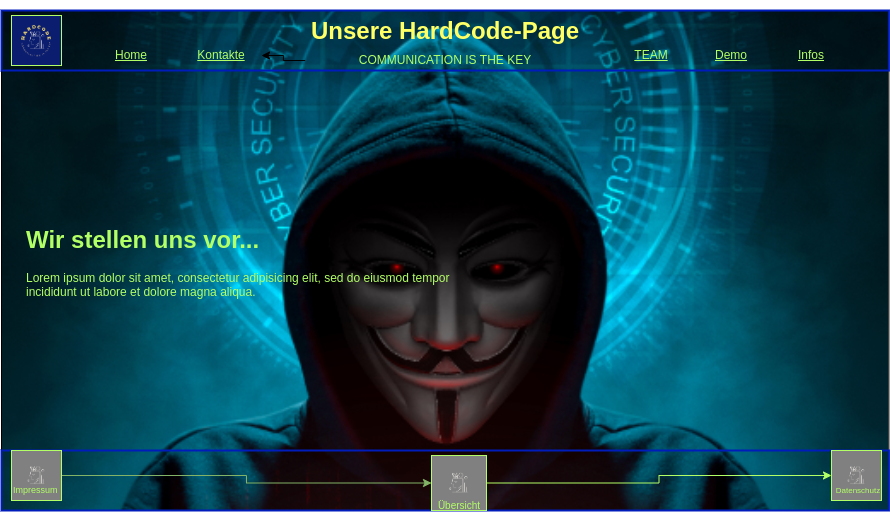 HARDCODE
Unsere HardCode-Page
Home
Kontakte
COMMUNICATION IS THE KEY
TEAM
Demo
Infos
CYBER SECURITY
CYBER SECURITY
Wir stellen uns vor...
Lorem ipsum dolor sit amet, consectetur adipisicing elit, sed do eiusmod tempor
incididunt ut labore et dolore magna aliqua.
Impressum
Übersicht
Datenschutz